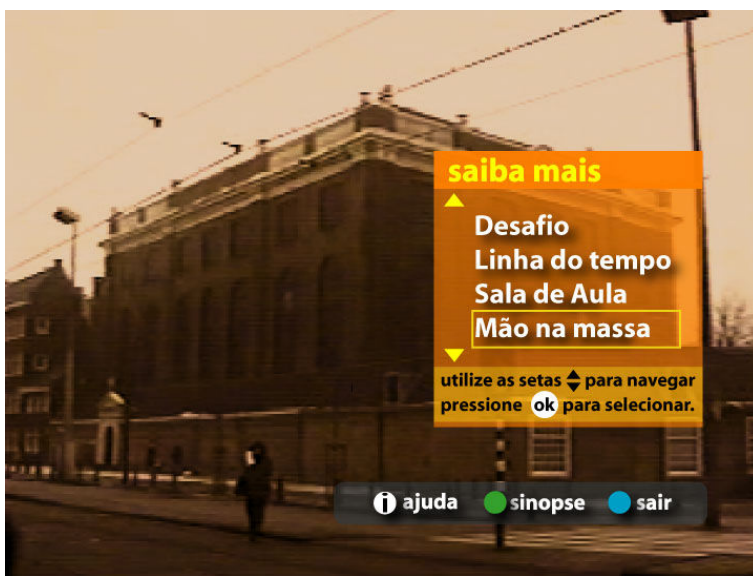 saiba mais
Desafio
Linha do tempo
Sala de Aula
Mão na massa
utilize as setas para navegar
pressione ok para selecionar.
i ajuda sinopse sair